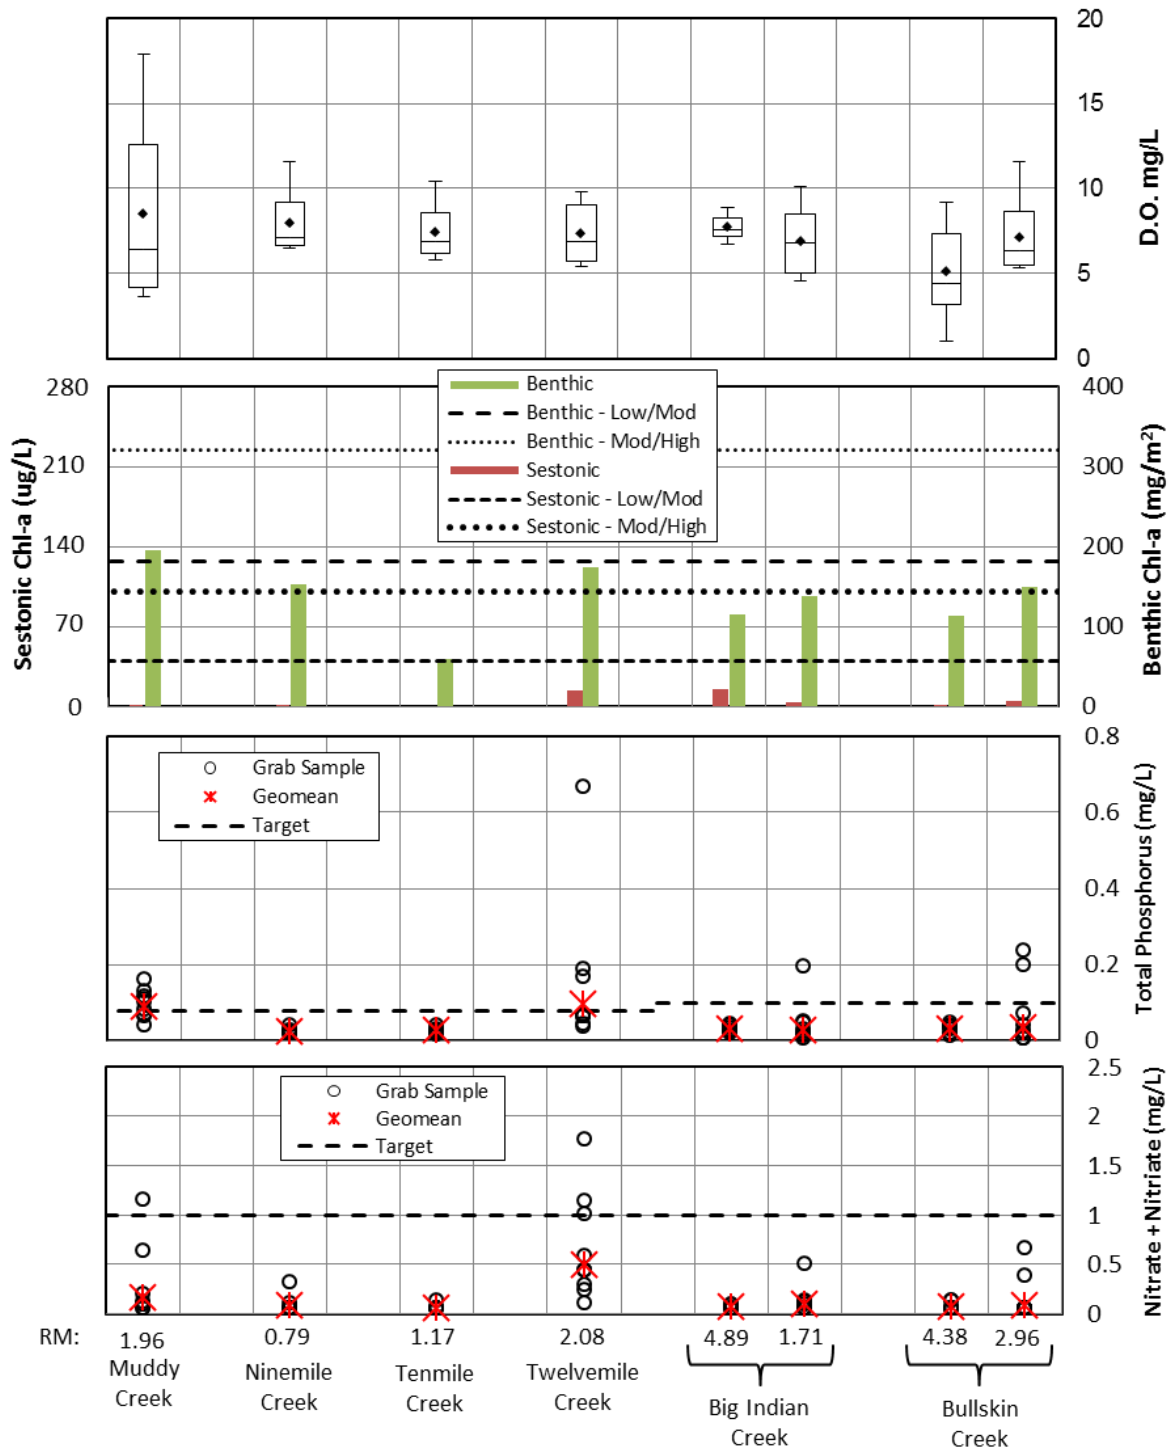 20
15
10
5
0
D.O. mg/L
280
210
140
70
0
Sestonic Chl-a (ug/L)
Benthic
Benthic - Low/Mod
Benthic - Mod/High
Sestonic
Sestonic - Low/Mod
Sestonic - Mod/High
400
300
200
100
0
Benthic Chl-a (mg/m²)
Grab Sample
Geomean
Target
0.8
0.6
0.4
0.2
0
Total Phosphorus (mg/L)
Grab Sample
Geomean
Target
2.5
2
1.5
1
0.5
0
Nitrate + Nitriate (mg/L)
RM: 1.96 0.79 1.17 2.08 4.89 1.71 4.38 2.96
Muddy
Creek
Ninemile
Creek
Tenmile
Creek
Twelvemile
Creek
Big Indian
Creek
Bullskin
Creek